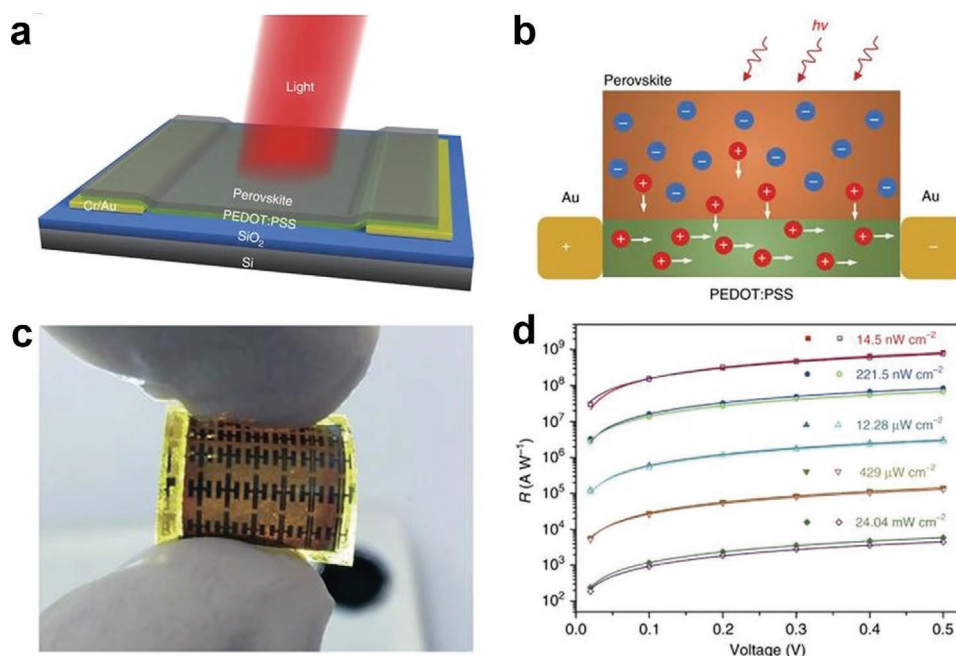 a
Light
Perovskite
Cr/Au
PEDOT:PSS
SiO₂
Si
b
hν
Perovskite
Au
Au
+
−
PEDOT:PSS
c
d
R (A W⁻¹)
10⁹
10⁸
10⁷
10⁶
10⁵
10⁴
10³
10²
14.5 nW cm⁻²
221.5 nW cm⁻²
12.28 μW cm⁻²
429 μW cm⁻²
24.04 mW cm⁻²
0.0 0.1 0.2 0.3 0.4 0.5
Voltage (V)